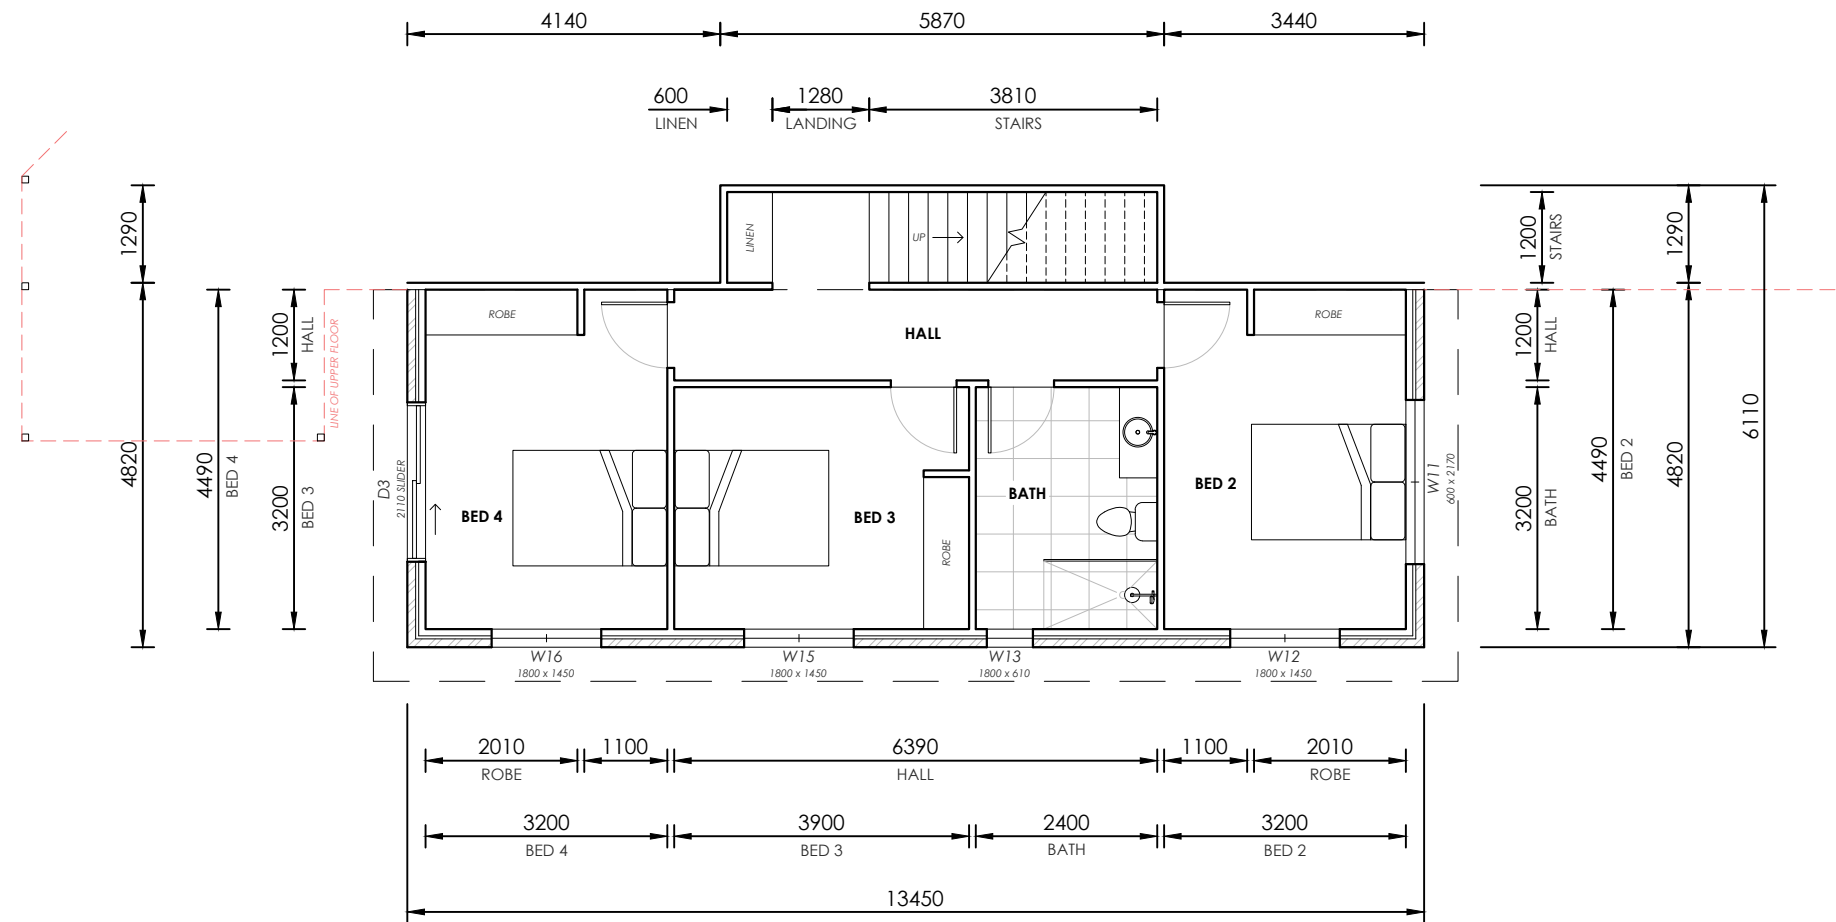 4140
5870
3440
600
1280
3810
LINEN
LANDING
STAIRS
1290
4820
4490
BED 4
1200
HALL
3200
BED 3
LINE OF UPPER FLOOR
LINEN
UP
ROBE
HALL
ROBE
BED 4
BED 3
ROBE
BATH
BED 2
D3
2110 SLIDER
W11
600 x 2170
W16
1800 x 1450
W15
1800 x 1450
W13
1800 x 610
W12
1800 x 1450
1200
STAIRS
1200
HALL
3200
BATH
4490
BED 2
1290
4820
6110
2010
ROBE
1100
6390
HALL
1100
2010
ROBE
3200
BED 4
3900
BED 3
2400
BATH
3200
BED 2
13450